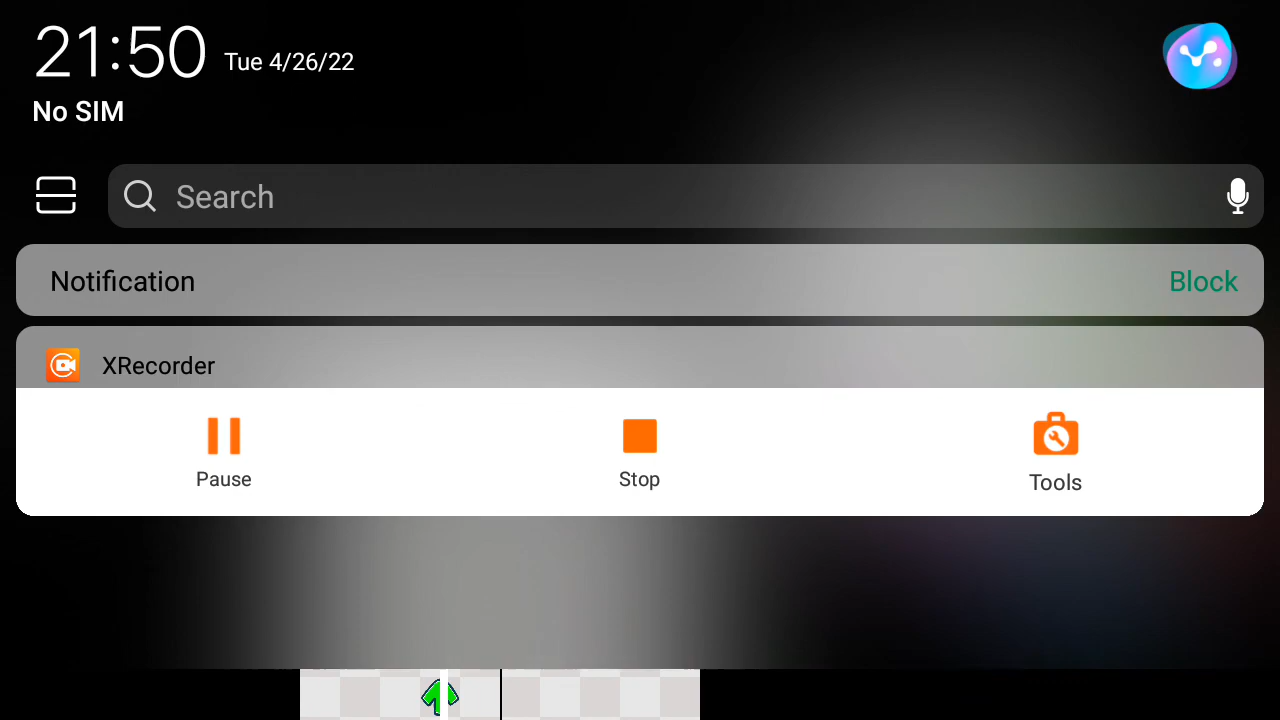 21:50 Tue 4/26/22
No SIM
Search
Notification Block
XRecorder
Pause Stop Tools